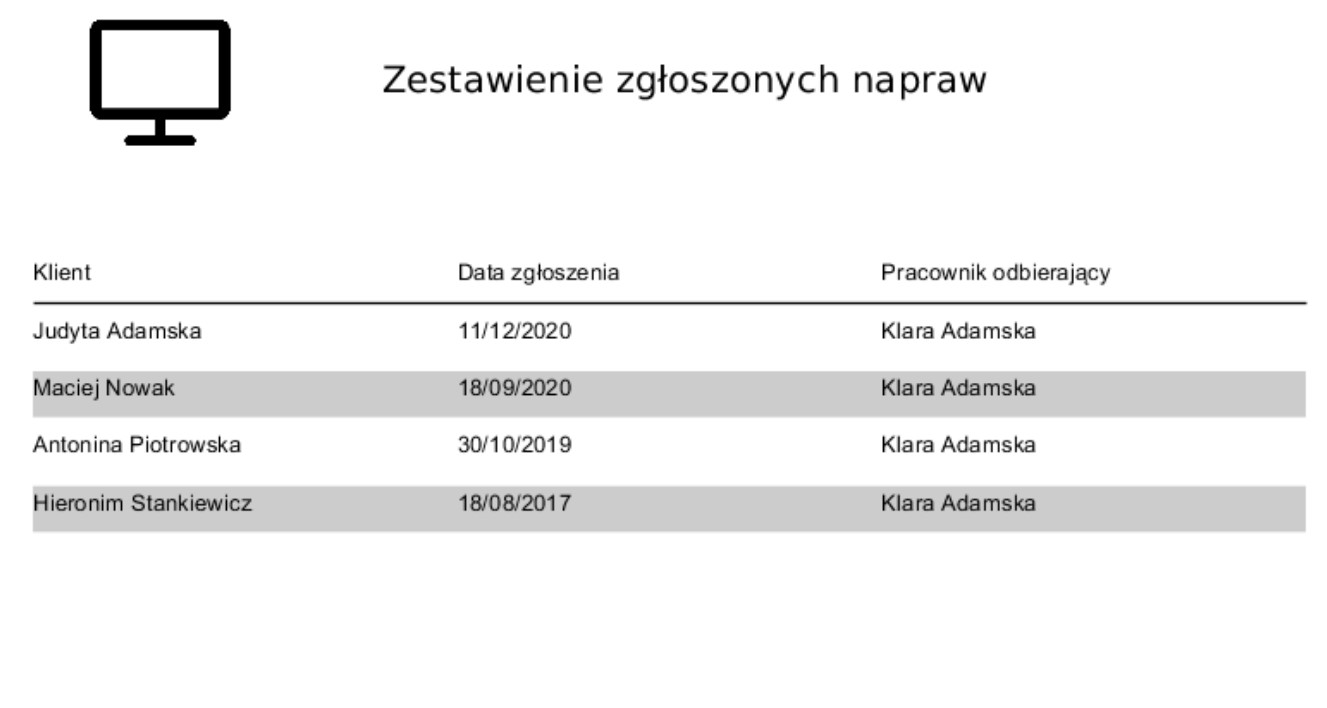 Zestawienie zgłoszonych napraw
Klient Data zgłoszenia Pracownik odbierający
Judyta Adamska 11/12/2020 Klara Adamska
Maciej Nowak 18/09/2020 Klara Adamska
Antonina Piotrowska 30/10/2019 Klara Adamska
Hieronim Stankiewicz 18/08/2017 Klara Adamska